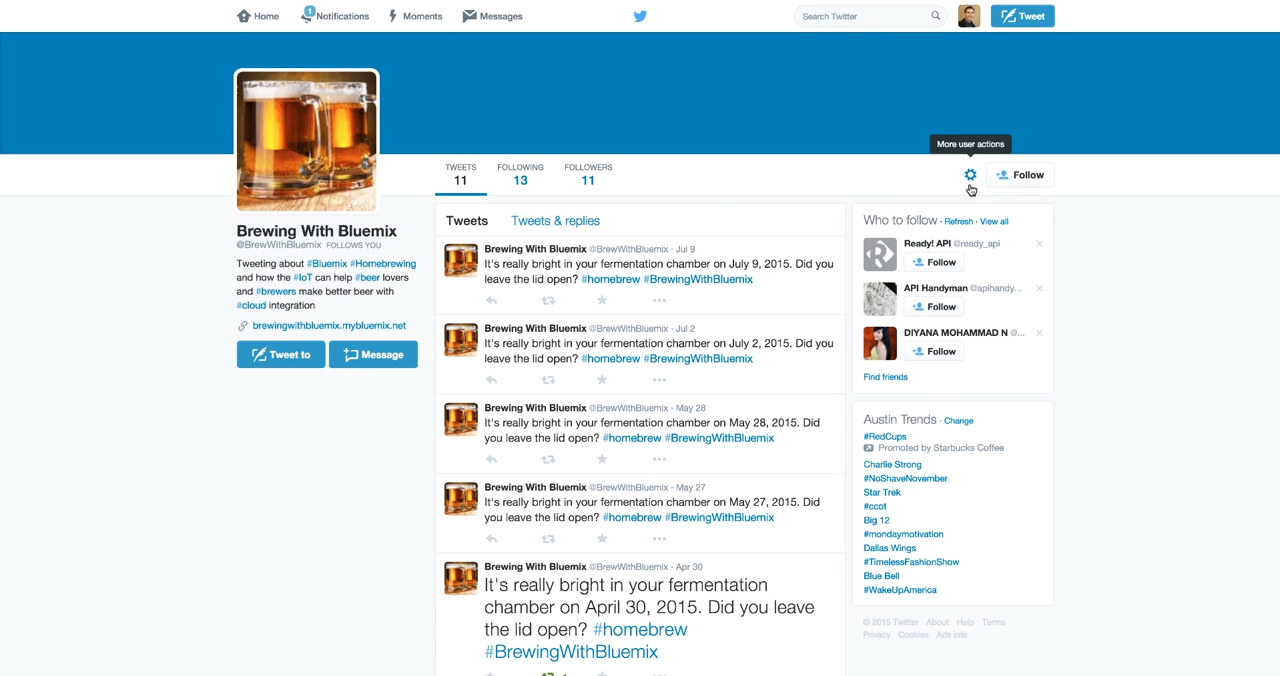 Home
1
Notifications
Moments
Messages
Search Twitter
Tweet
More user actions
TWEETS
11
FOLLOWING
13
FOLLOWERS
11
Follow
Brewing With Bluemix
@BrewWithBluemix FOLLOWS YOU
Tweeting about #Bluemix #Homebrewing
and how the #IoT can help #beer lovers
and #brewers make better beer with
#cloud integration
brewingwithbluemix.mybluemix.net
Tweet to
Message
Tweets
Tweets & replies
Brewing With Bluemix @BrewWithBluemix · Jul 9
It's really bright in your fermentation chamber on July 9, 2015. Did you
leave the lid open? #homebrew #BrewingWithBluemix
Brewing With Bluemix @BrewWithBluemix · Jul 2
It's really bright in your fermentation chamber on July 2, 2015. Did you
leave the lid open? #homebrew #BrewingWithBluemix
Brewing With Bluemix @BrewWithBluemix · May 28
It's really bright in your fermentation chamber on May 28, 2015. Did
you leave the lid open? #homebrew #BrewingWithBluemix
Brewing With Bluemix @BrewWithBluemix · May 27
It's really bright in your fermentation chamber on May 27, 2015. Did
you leave the lid open? #homebrew #BrewingWithBluemix
Brewing With Bluemix @BrewWithBluemix · Apr 30
It's really bright in your fermentation
chamber on April 30, 2015. Did you leave
the lid open? #homebrew
#BrewingWithBluemix
Who to follow · Refresh · View all
Ready! API @ready_api
Follow
API Handyman @apihandy...
Follow
DIYANA MOHAMMAD N @...
Follow
Find friends
Austin Trends · Change
#RedCups
Promoted by Starbucks Coffee
Charlie Strong
#NoShaveNovember
Star Trek
#ccot
Big 12
#mondaymotivation
Dallas Wings
#TimelessFashionShow
Blue Bell
#WakeUpAmerica
© 2015 Twitter About Help Terms
Privacy Cookies Ads info